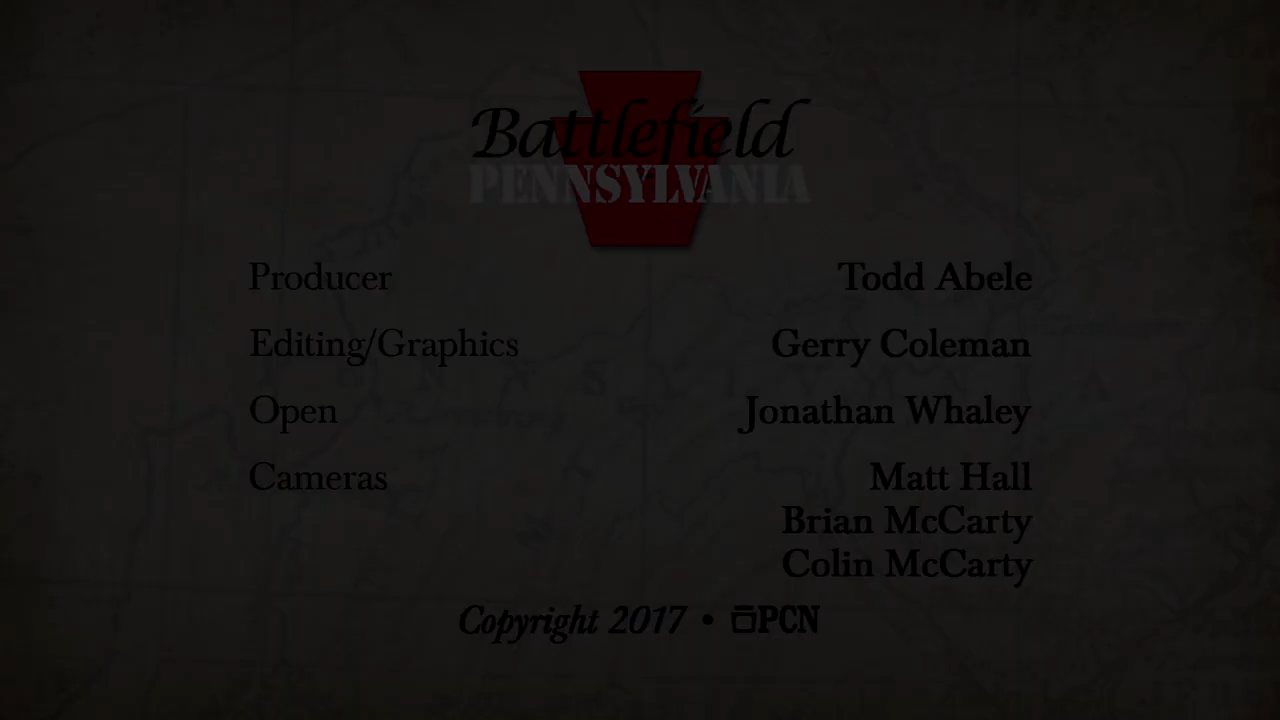 Battlefield
PENNSYLVANIA
Producer Todd Abele
Editing/Graphics Gerry Coleman
Open Jonathan Whaley
Cameras Matt Hall
Brian McCarty
Colin McCarty
Copyright 2017 • PCN